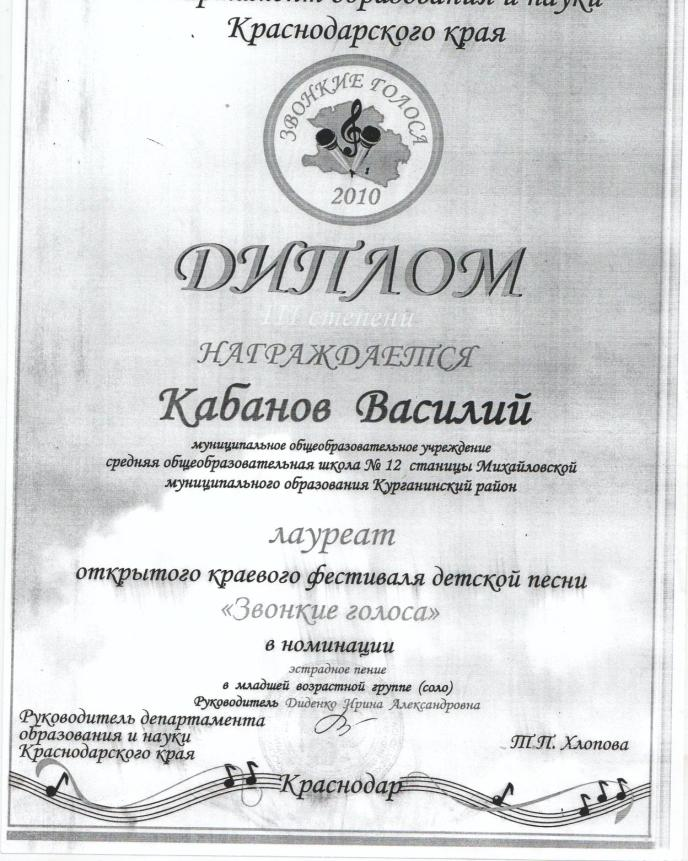 образования и науки
Краснодарского края
ЗВОНКИЕ ГОЛОСА
2010
ДИПЛОМ
III степени
НАГРАЖДАЕТСЯ
Кабанов Василий
муниципальное общеобразовательное учреждение
средняя общеобразовательная школа № 12 станицы Михайловской
муниципального образования Курганинский район
лауреат
открытого краевого фестиваля детской песни
«Звонкие голоса»
в номинации
эстрадное пение
в младшей возрастной группе (соло)
Руководитель Диденко Ирина Александровна
Руководитель департамента
образования и науки
Краснодарского края
Т.П. Хлопова
Краснодар